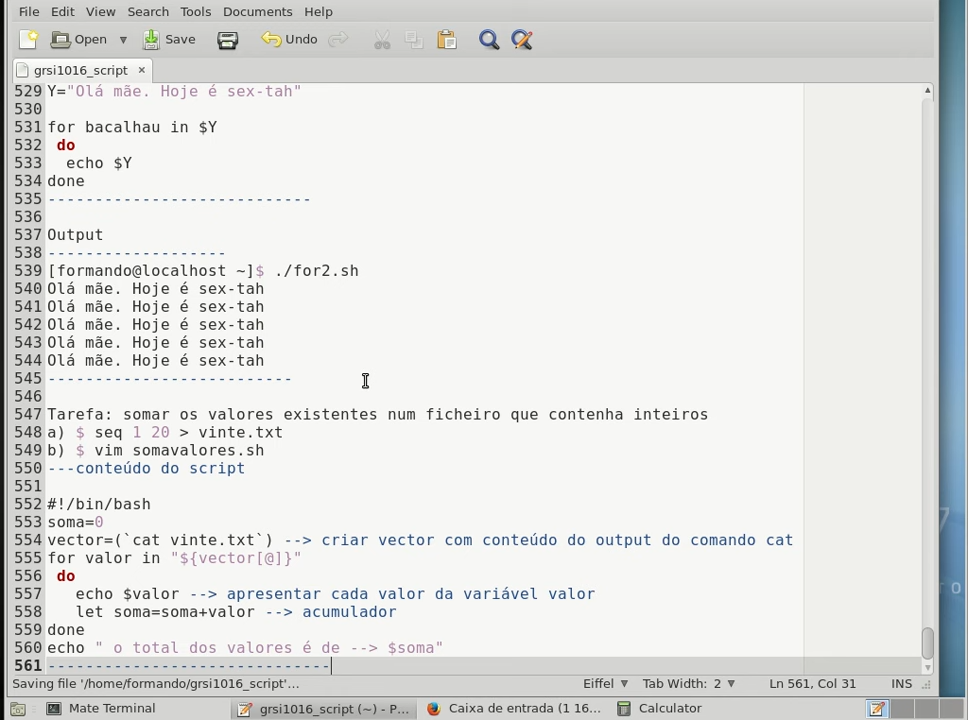 File Edit View Search Tools Documents Help
Open Save Undo
grsi1016_script ×
529 Y="Olá mãe. Hoje é sex-tah"
530
531 for bacalhau in $Y
532 do
533 echo $Y
534 done
535 ----------------------------
536
537 Output
538 -------------------
539 [formando@localhost ~]$ ./for2.sh
540 Olá mãe. Hoje é sex-tah
541 Olá mãe. Hoje é sex-tah
542 Olá mãe. Hoje é sex-tah
543 Olá mãe. Hoje é sex-tah
544 Olá mãe. Hoje é sex-tah
545 --------------------------
546
547 Tarefa: somar os valores existentes num ficheiro que contenha inteiros
548 a) $ seq 1 20 > vinte.txt
549 b) $ vim somavalores.sh
550 ---conteúdo do script
551
552 #!/bin/bash
553 soma=0
554 vector=(`cat vinte.txt`) --> criar vector com conteúdo do output do comando cat
555 for valor in "${vector[@]}"
556 do
557 echo $valor --> apresentar cada valor da variável valor
558 let soma=soma+valor --> acumulador
559 done
560 echo " o total dos valores é de --> $soma"
561 ------------------------------
Saving file '/home/formando/grsi1016_script'... Eiffel Tab Width: 2 Ln 561, Col 31 INS
Mate Terminal grsi1016_script (~) - P... Caixa de entrada (1 16... Calculator